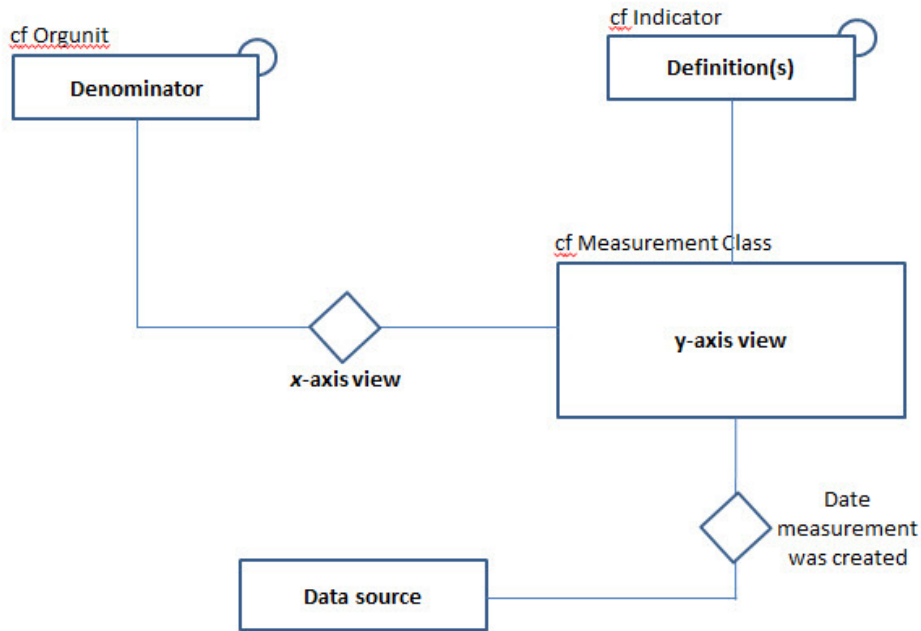 cf Orgunit
Denominator
cf Indicator
Definition(s)
cf Measurement Class
y-axis view
x-axis view
Date
measurement
was created
Data source